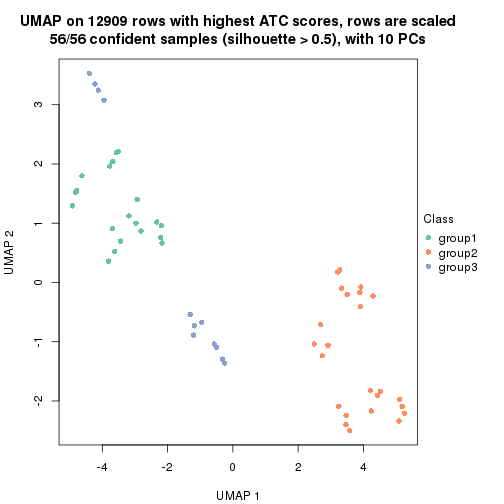 UMAP on 12909 rows with highest ATC scores, rows are scaled
56/56 confident samples (silhouette > 0.5), with 10 PCs
3
2
1
0
-1
-2
UMAP 2
-4
-2
0
2
4
UMAP 1
Class
group1
group2
group3